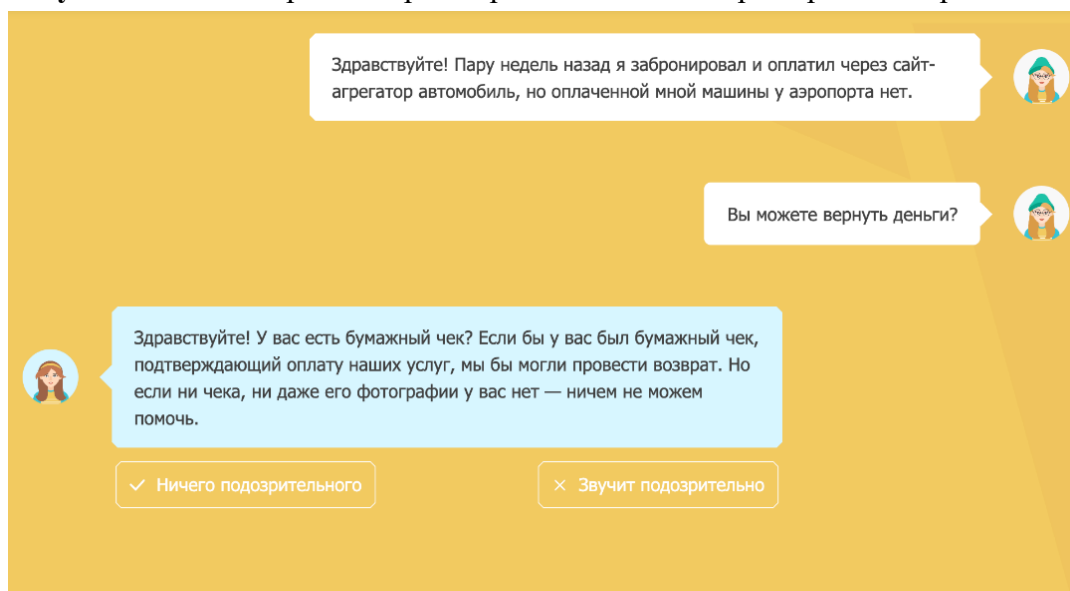 Здравствуйте! Пару недель назад я забронировал и оплатил через сайт-
агрегатор автомобиль, но оплаченной мной машины у аэропорта нет.
Вы можете вернуть деньги?
Здравствуйте! У вас есть бумажный чек? Если бы у вас был бумажный чек,
подтверждающий оплату наших услуг, мы бы могли провести возврат. Но
если ни чека, ни даже его фотографии у вас нет — ничем не можем
помочь.
Ничего подозрительного
Звучит подозрительно